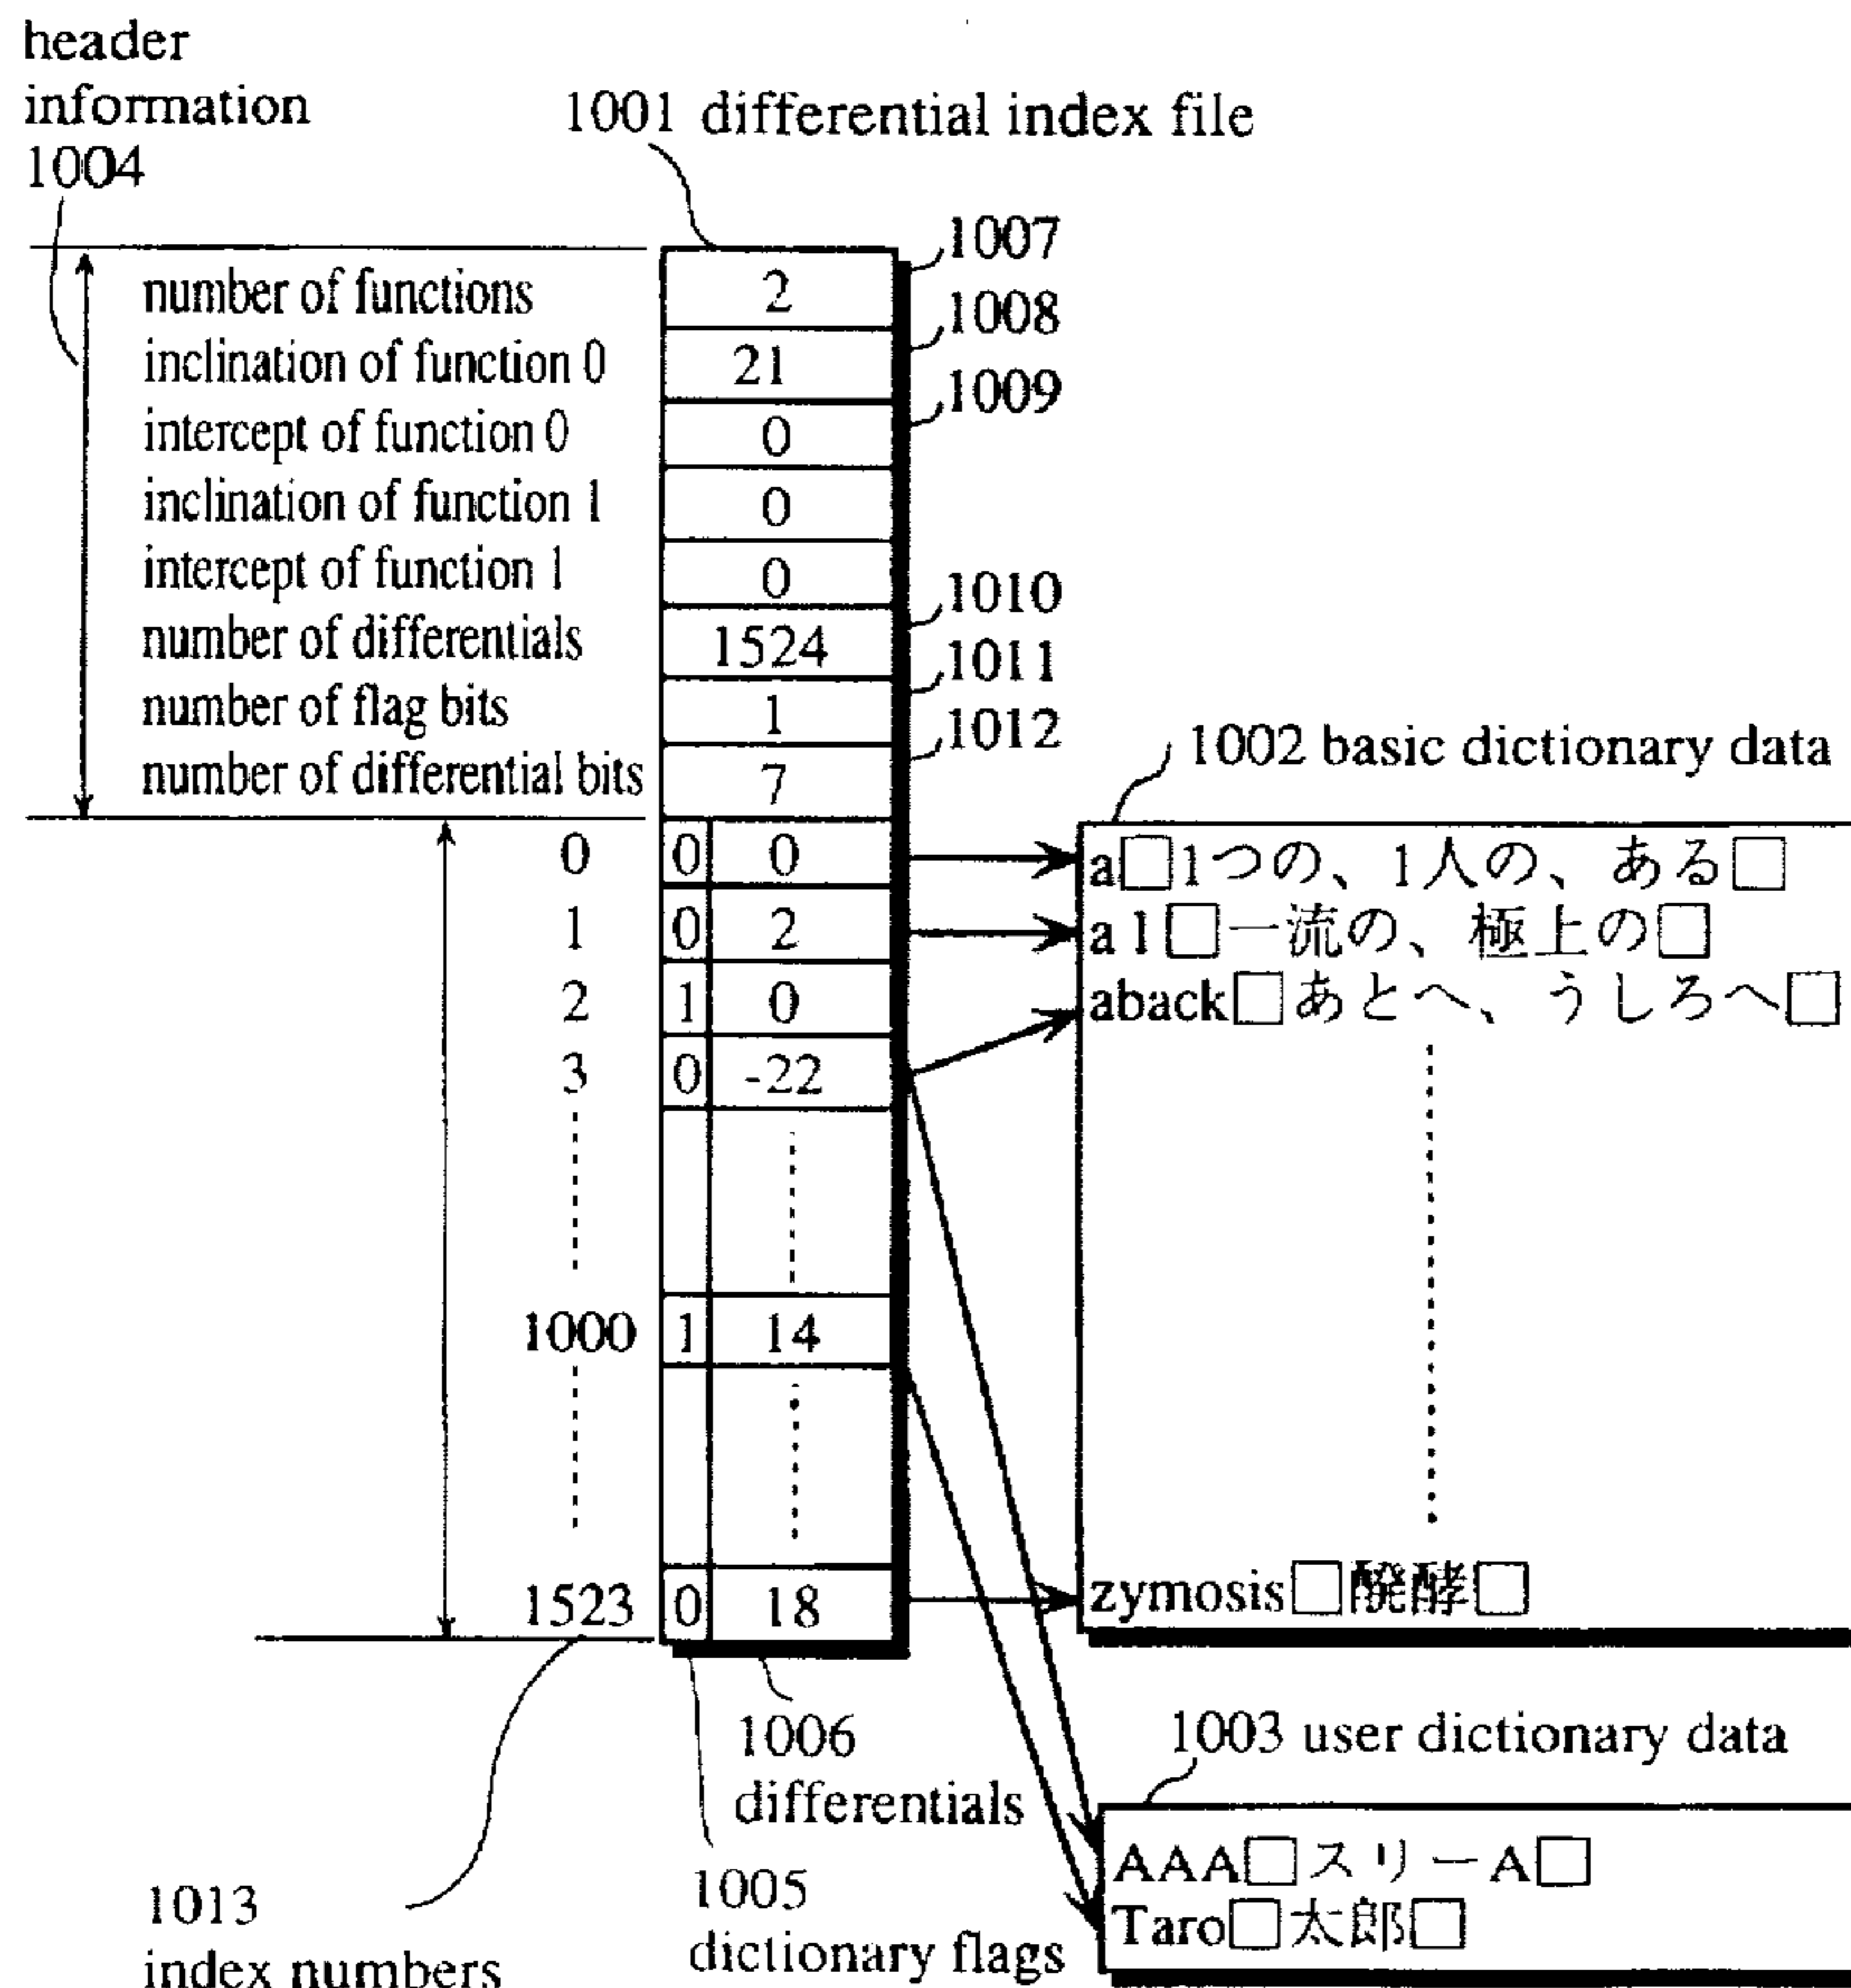 header
information
1004
1001 differential index file
1007
number of functions 2
1008
inclination of function 0 21
1009
intercept of function 0 0
inclination of function 1 0
intercept of function 1 0
1010
number of differentials 1524
1011
number of flag bits 1
1012
number of differential bits 7
1002 basic dictionary data
0 0 0
a□1つの、1人の、ある□
1 0 2
a1□一流の、極上の□
2 1 0
aback□あとへ、うしろへ□
3 0 -22
1000 1 14
1523 0 18
zymosis□醗酵□
1006
differentials
1005
dictionary flags
1013
index numbers
1003 user dictionary data
AAA□スリーA□
Taro□太郎□